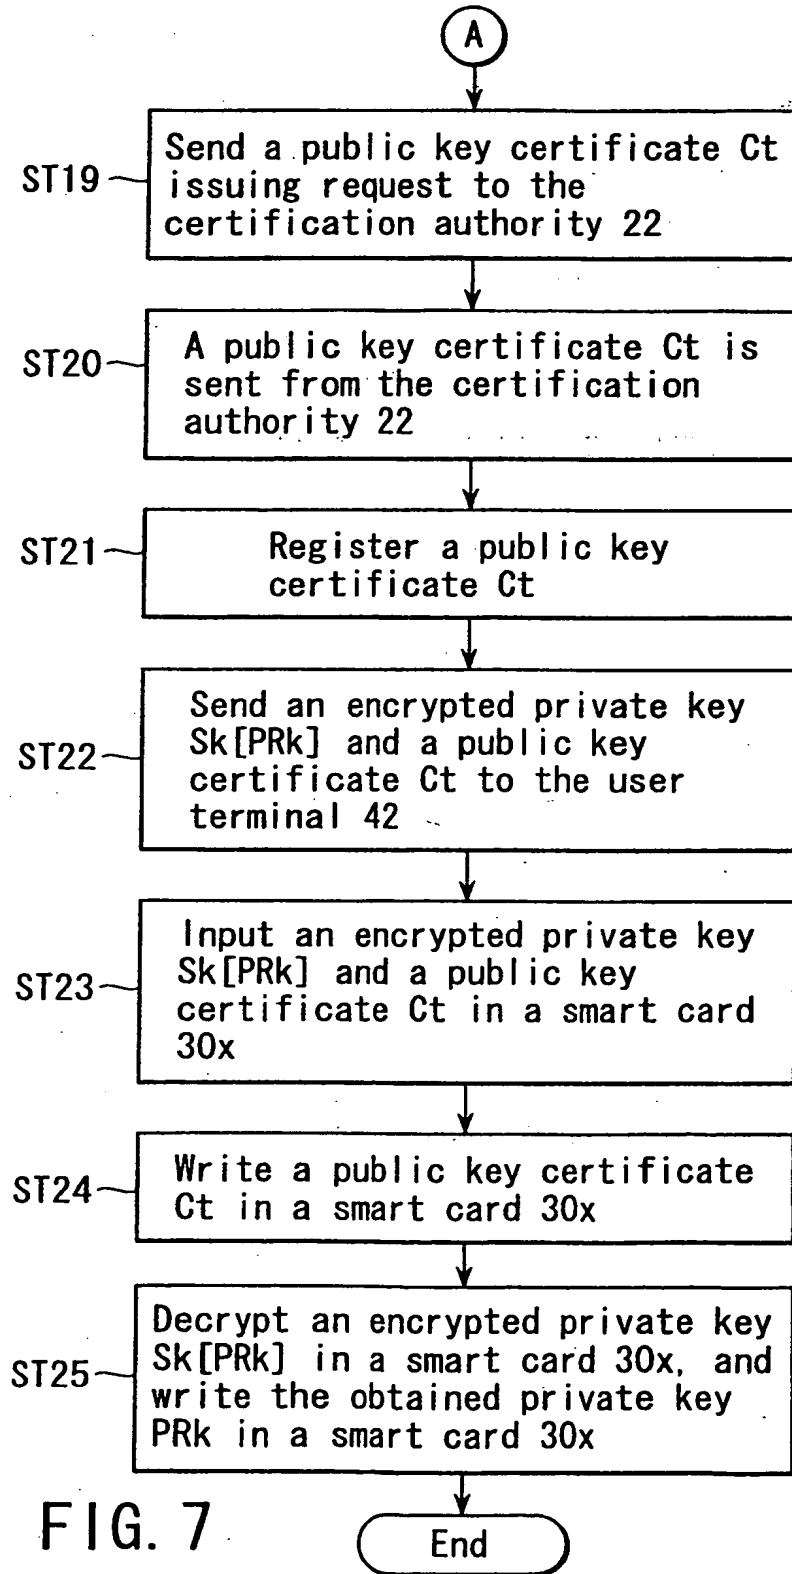 A
ST19
Send a public key certificate Ct
issuing request to the
certification authority 22
ST20
A public key certificate Ct is
sent from the certification
authority 22
ST21
Register a public key
certificate Ct
ST22
Send an encrypted private key
Sk[PRk] and a public key
certificate Ct to the user
terminal 42
ST23
Input an encrypted private key
Sk[PRk] and a public key
certificate Ct in a smart card
30x
ST24
Write a public key certificate
Ct in a smart card 30x
ST25
Decrypt an encrypted private key
Sk[PRk] in a smart card 30x, and
write the obtained private key
PRk in a smart card 30x
FIG. 7
End